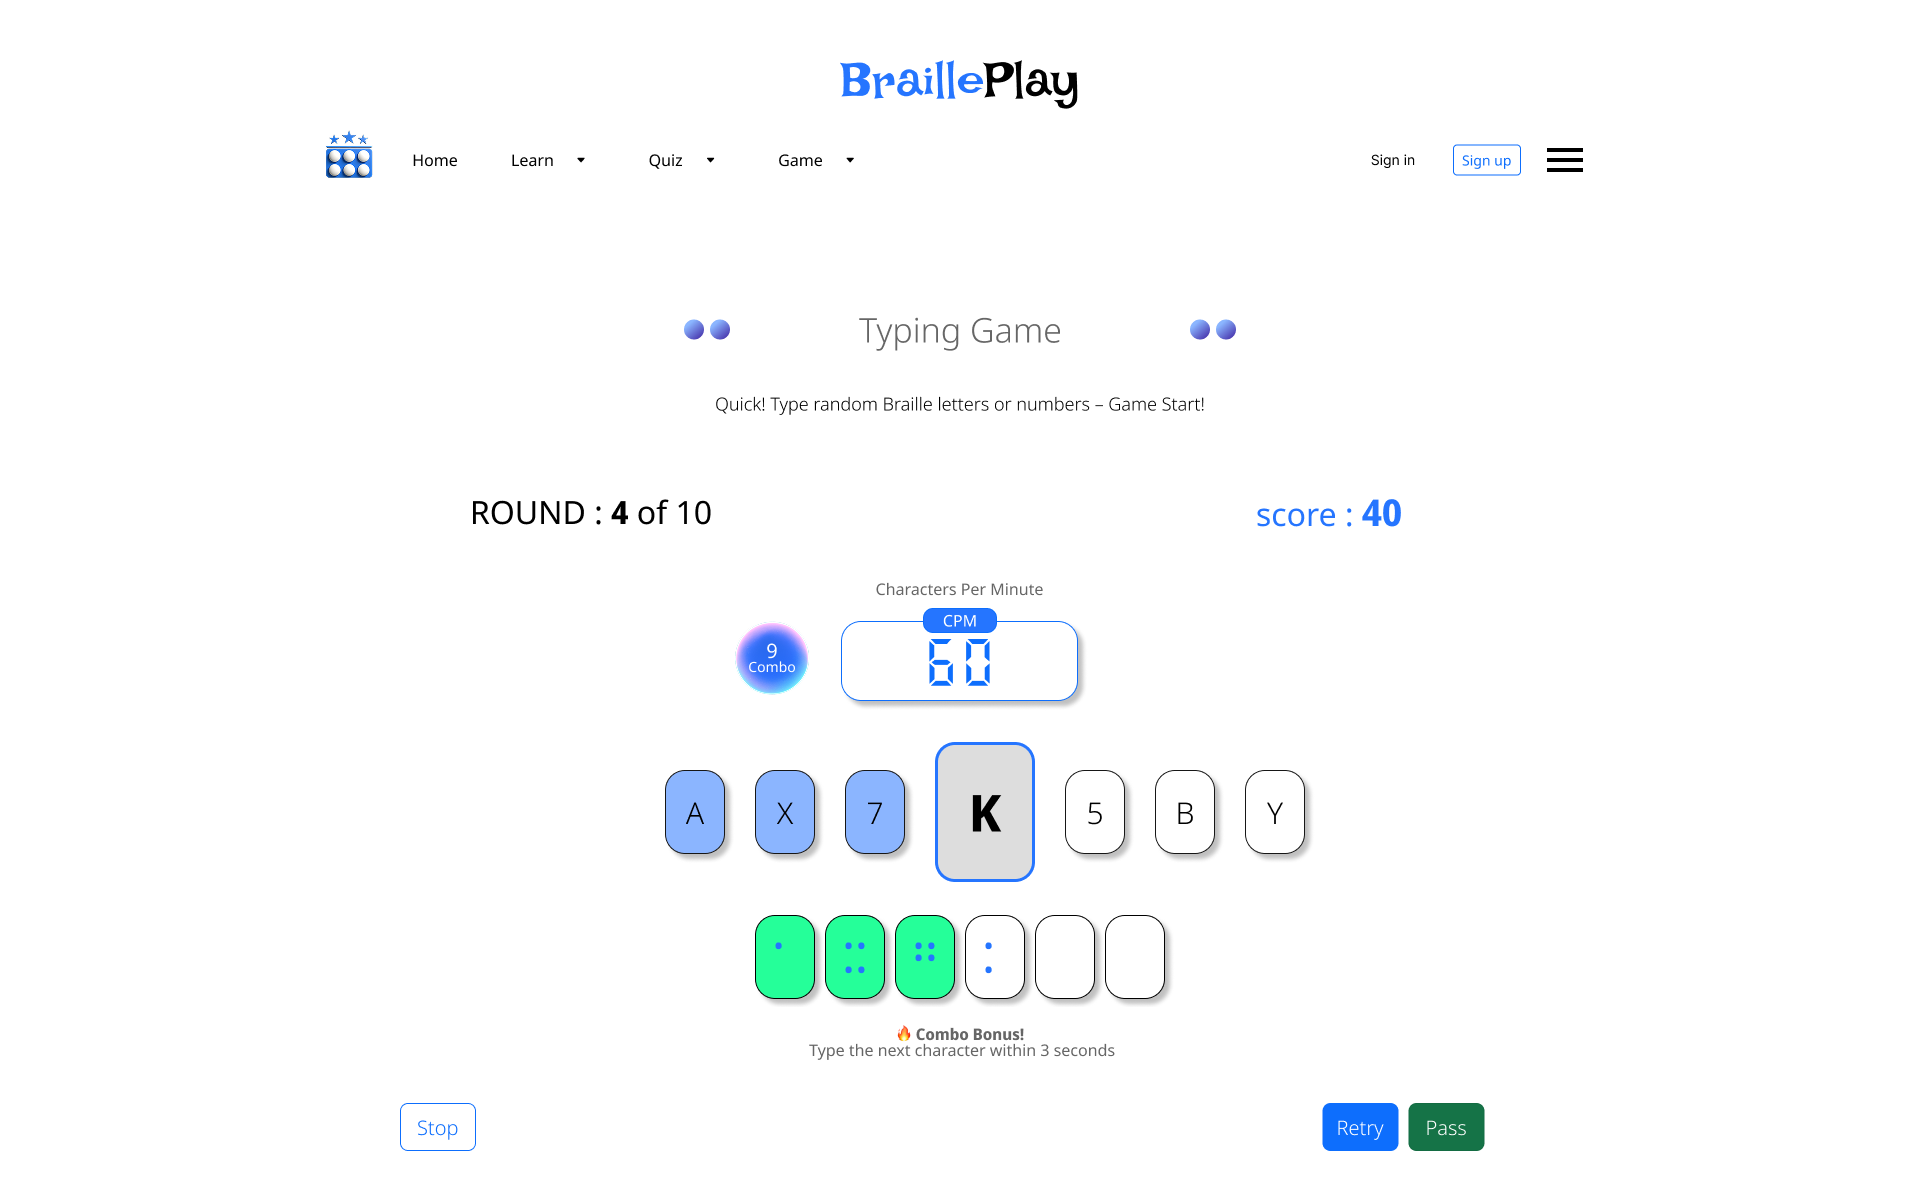 BraillePlay
Home Learn Quiz Game Sign in Sign up
Typing Game
Quick! Type random Braille letters or numbers – Game Start!
ROUND : 4 of 10 score : 40
Characters Per Minute
CPM
9
Combo
60
A X 7 K 5 B Y
⠁ ⠭ ⠛ ⠅
🔥 Combo Bonus!
Type the next character within 3 seconds
Stop Retry Pass